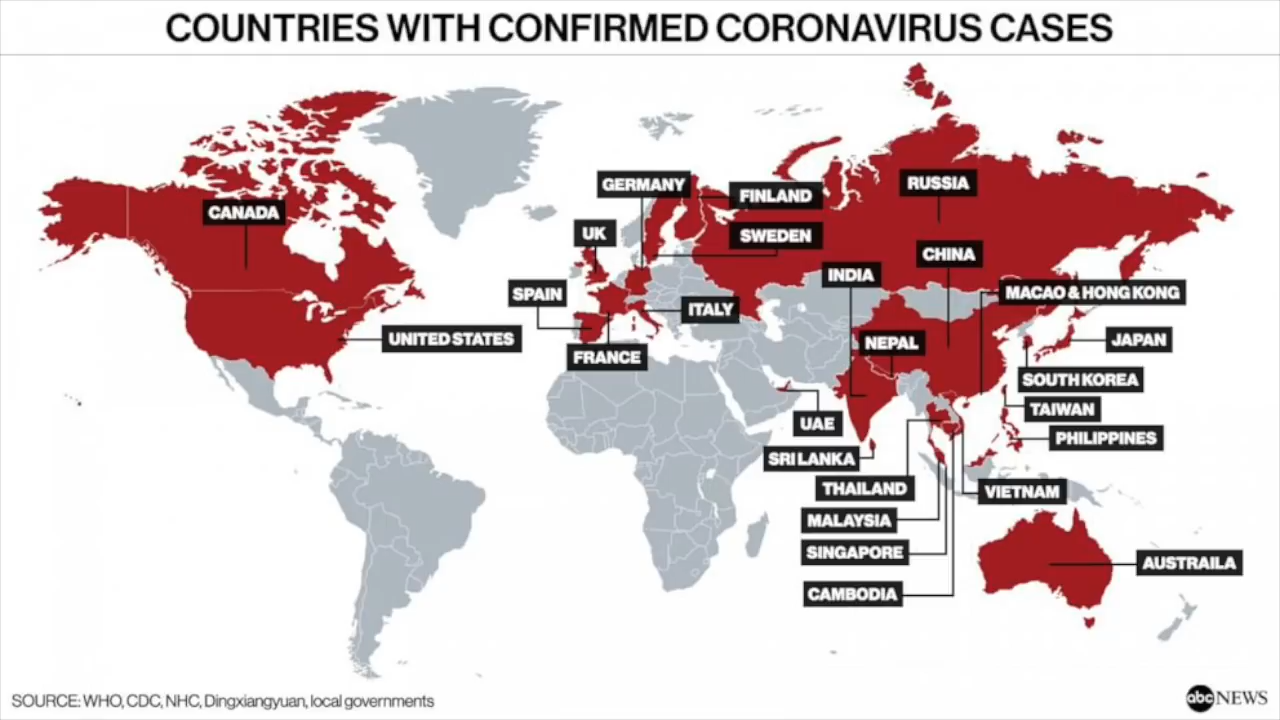 COUNTRIES WITH CONFIRMED CORONAVIRUS CASES
CANADA
UNITED STATES
GERMANY
FINLAND
UK
SWEDEN
SPAIN
ITALY
FRANCE
RUSSIA
CHINA
INDIA
MACAO & HONG KONG
NEPAL
JAPAN
SOUTH KOREA
TAIWAN
UAE
PHILIPPINES
SRI LANKA
THAILAND
VIETNAM
MALAYSIA
SINGAPORE
AUSTRAILA
CAMBODIA
SOURCE: WHO, CDC, NHC, Dingxiangyuan, local governments
abc NEWS